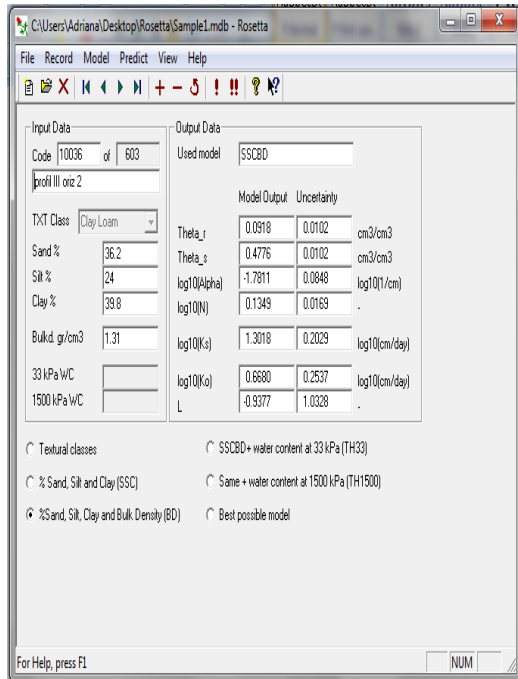 C:\Users\Adriana\Desktop\Rosetta\Sample1.mdb - Rosetta
File Record Model Predict View Help
Input Data
Code 10036 of 603
profil III oriz 2
TXT Class Clay Loam
Sand % 36.2
Silt % 24
Clay % 39.8
Bulkd. gr/cm3 1.31
33 kPa WC
1500 kPa WC
Output Data
Used model SSCBD
Model Output Uncertainty
Theta_r 0.0918 0.0102 cm3/cm3
Theta_s 0.4776 0.0102 cm3/cm3
log10(Alpha) -1.7811 0.0848 log10(1/cm)
log10(N) 0.1349 0.0169 -
log10(Ks) 1.3018 0.2029 log10(cm/day)
log10(Ko) 0.6680 0.2537 log10(cm/day)
L -0.9377 1.0328 -
Textural classes
% Sand, Silt and Clay (SSC)
%Sand, Silt, Clay and Bulk Density (BD)
SSCBD+ water content at 33 kPa (TH33)
Same + water content at 1500 kPa (TH1500)
Best possible model
For Help, press F1
NUM